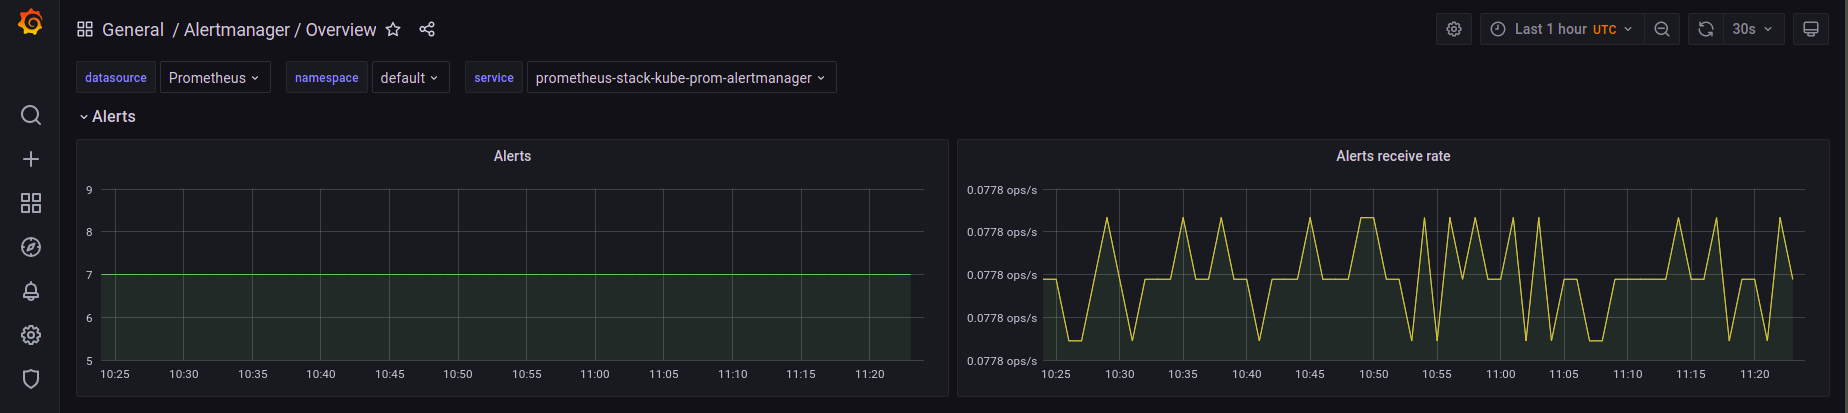 General / Alertmanager / Overview
Last 1 hour UTC
30s
datasource Prometheus namespace default service prometheus-stack-kube-prom-alertmanager
Alerts
Alerts
9
8
7
6
5
10:25 10:30 10:35 10:40 10:45 10:50 10:55 11:00 11:05 11:10 11:15 11:20
Alerts receive rate
0.0778 ops/s
0.0778 ops/s
0.0778 ops/s
0.0778 ops/s
0.0778 ops/s
10:25 10:30 10:35 10:40 10:45 10:50 10:55 11:00 11:05 11:10 11:15 11:20